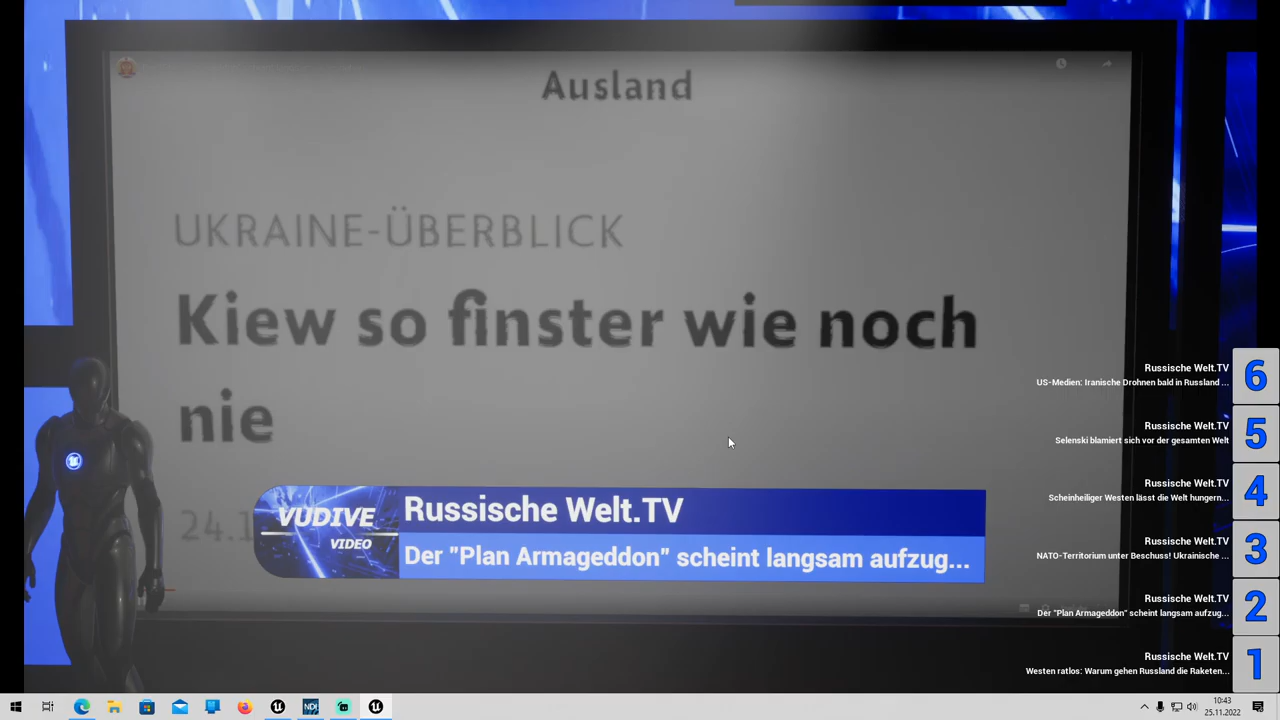 Ausland
UKRAINE-ÜBERBLICK
Kiew so finster wie noch
nie
24.1
VUDIVE
VIDEO
Russische Welt.TV
Der "Plan Armageddon" scheint langsam aufzug...
Russische Welt.TV
US-Medien: Iranische Drohnen bald in Russland ...
6
Russische Welt.TV
Selenski blamiert sich vor der gesamten Welt
5
Russische Welt.TV
Scheinheiliger Westen lässt die Welt hungern...
4
Russische Welt.TV
NATO-Territorium unter Beschuss! Ukrainische ...
3
Russische Welt.TV
Der "Plan Armageddon" scheint langsam aufzug...
2
Russische Welt.TV
Westen ratlos: Warum gehen Russland die Raketen...
1
NDI
10:43
25.11.2022